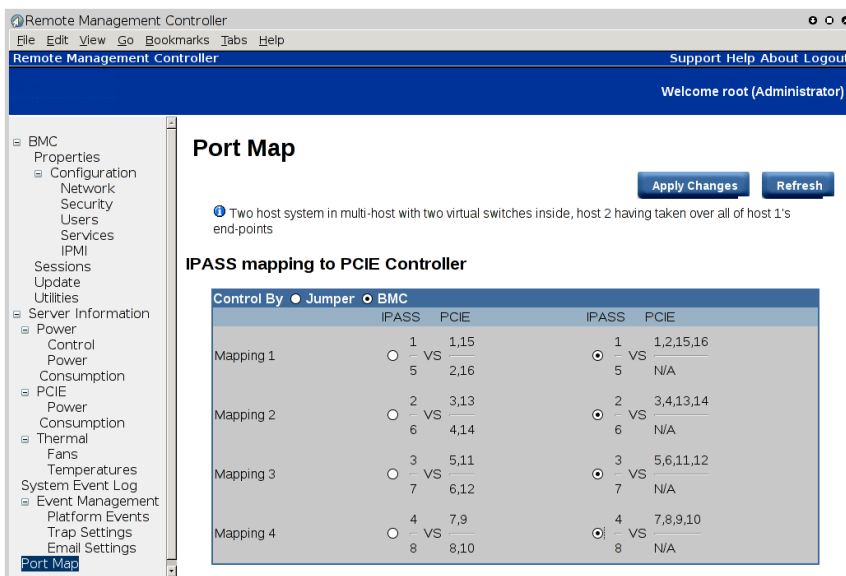 Remote Management Controller
File Edit View Go Bookmarks Tabs Help
Remote Management Controller Support Help About Logout
Welcome root (Administrator)
BMC
Properties
Configuration
Network
Security
Users
Services
IPMI
Sessions
Update
Utilities
Server Information
Power
Control
Power
Consumption
PCIE
Power
Consumption
Thermal
Fans
Temperatures
System Event Log
Event Management
Platform Events
Trap Settings
Email Settings
Port Map
Port Map
Apply Changes Refresh
Two host system in multi-host with two virtual switches inside, host 2 having taken over all of host 1's
end-points
IPASS mapping to PCIE Controller
Control By Jumper BMC
IPASS PCIE IPASS PCIE
1 1,15 1 1,2,15,16
Mapping 1 VS VS
5 2,16 5 N/A
2 3,13 2 3,4,13,14
Mapping 2 VS VS
6 4,14 6 N/A
3 5,11 3 5,6,11,12
Mapping 3 VS VS
7 6,12 7 N/A
4 7,9 4 7,8,9,10
Mapping 4 VS VS
8 8,10 8 N/A